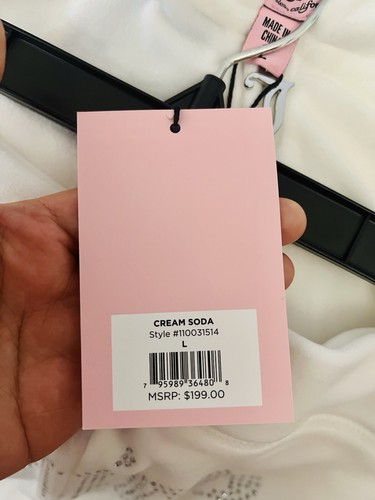 MADE IN
CHINA
CREAM SODA
Style #110031514
L
7 95989 36480 8
MSRP: $199.00